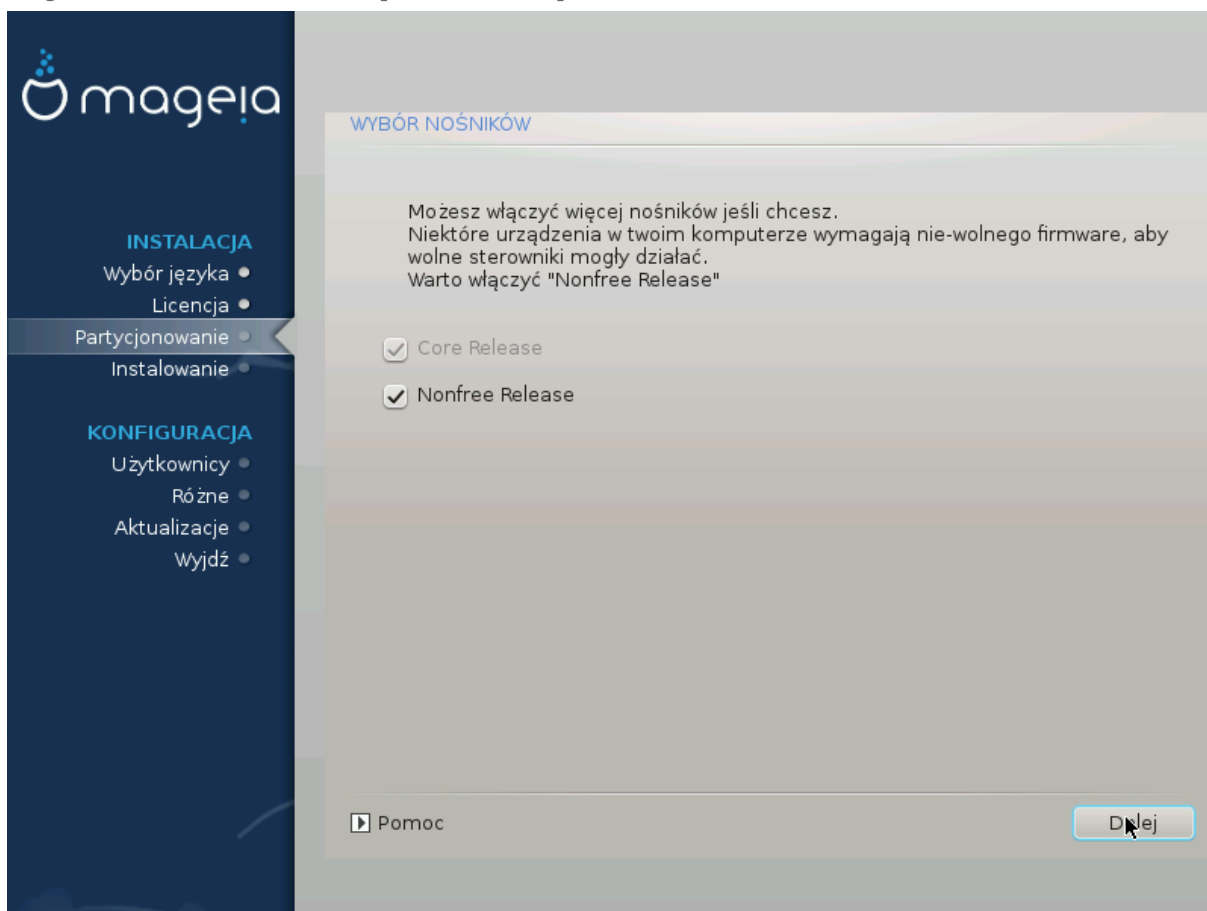 mageia
INSTALACJA
Wybór języka
Licencja
Partycjonowanie
Instalowanie
KONFIGURACJA
Użytkownicy
Różne
Aktualizacje
Wyjdź
WYBÓR NOŚNIKÓW
Możesz włączyć więcej nośników jeśli chcesz.
Niektóre urządzenia w twoim komputerze wymagają nie-wolnego firmware, aby
wolne sterowniki mogły działać.
Warto włączyć "Nonfree Release"
Core Release
Nonfree Release
Pomoc
Dalej